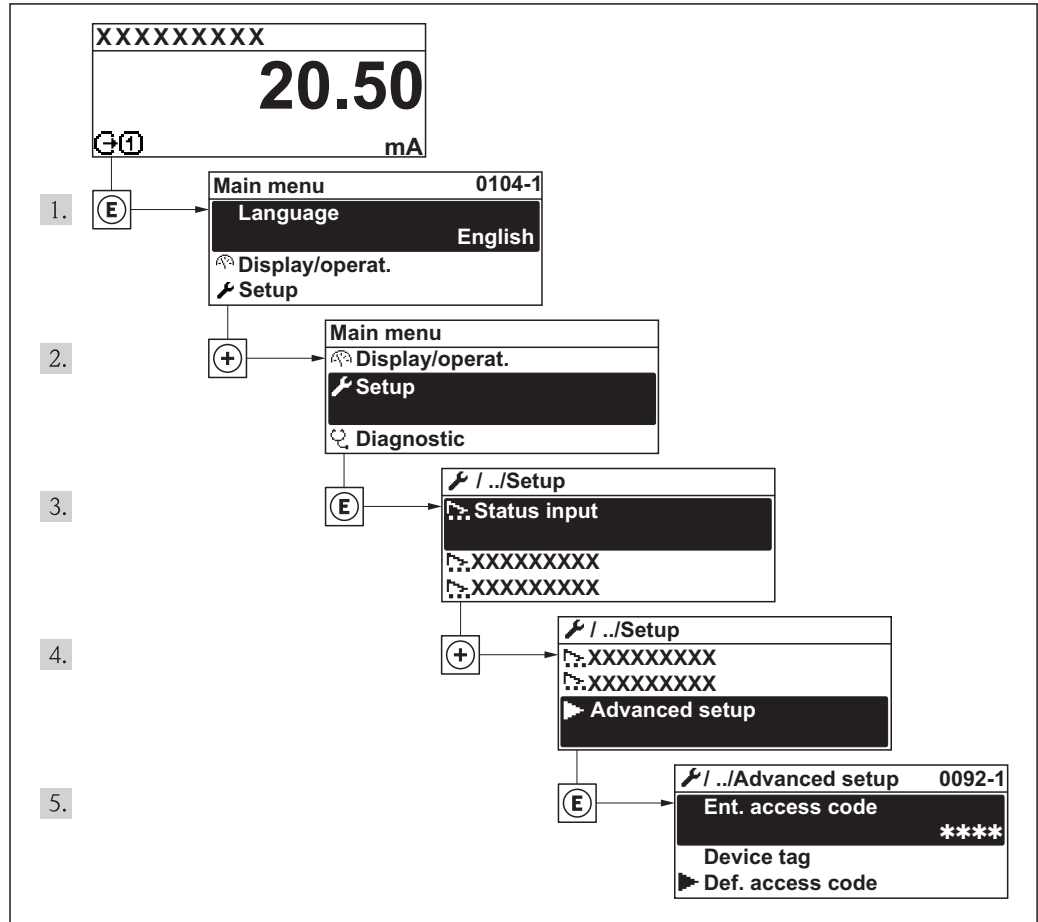 XXXXXXXXX
20.50
1 mA
1. E
Main menu 0104-1
Language
English
Display/operat.
Setup
2. +
Main menu
Display/operat.
Setup
Diagnostic
3. E
/ ../Setup
Status input
XXXXXXXXX
XXXXXXXXX
4. +
/ ../Setup
XXXXXXXXX
XXXXXXXXX
Advanced setup
5. E
/ ../Advanced setup 0092-1
Ent. access code
****
Device tag
Def. access code